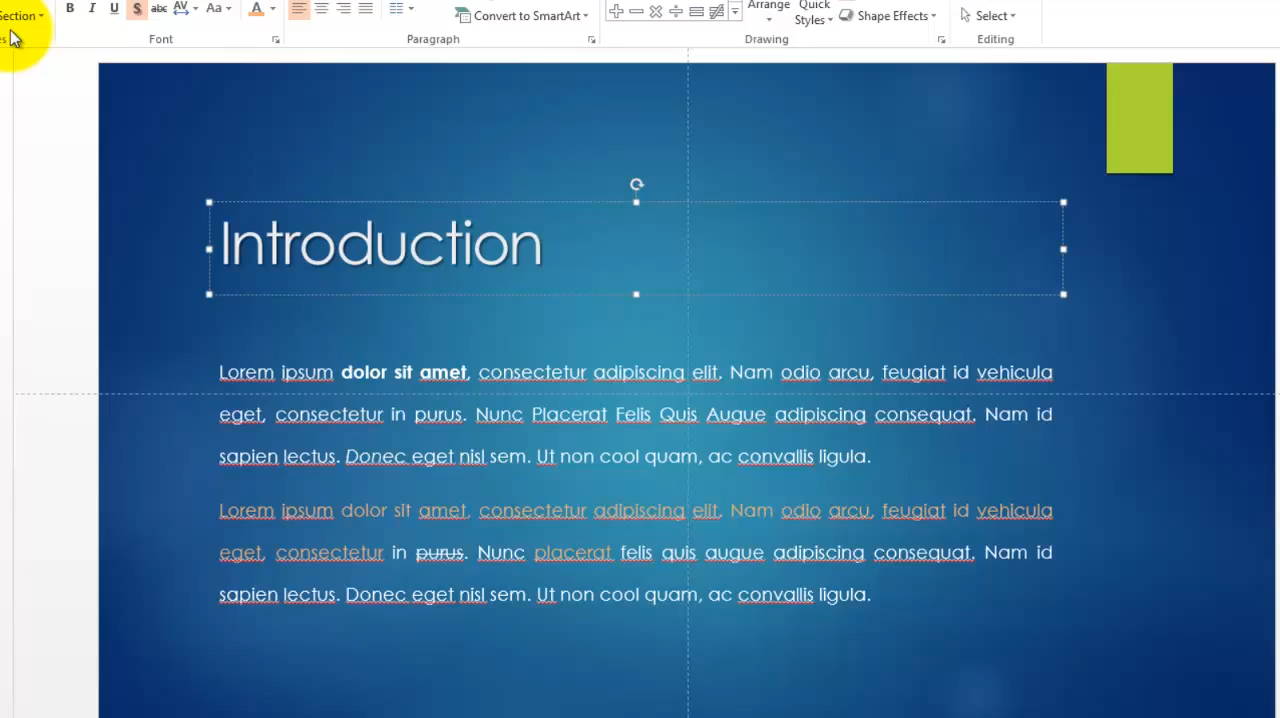 Section
B I U S abc AV Aa A
Convert to SmartArt
Arrange
Quick
Styles
Shape Effects
Select
Font
Paragraph
Drawing
Editing
Introduction
Lorem ipsum dolor sit amet, consectetur adipiscing elit. Nam odio arcu, feugiat id vehicula
eget, consectetur in purus. Nunc Placerat Felis Quis Augue adipiscing consequat. Nam id
sapien lectus. Donec eget nisl sem. Ut non cool quam, ac convallis ligula.
Lorem ipsum dolor sit amet, consectetur adipiscing elit. Nam odio arcu, feugiat id vehicula
eget, consectetur in purus. Nunc placerat felis quis augue adipiscing consequat. Nam id
sapien lectus. Donec eget nisl sem. Ut non cool quam, ac convallis ligula.